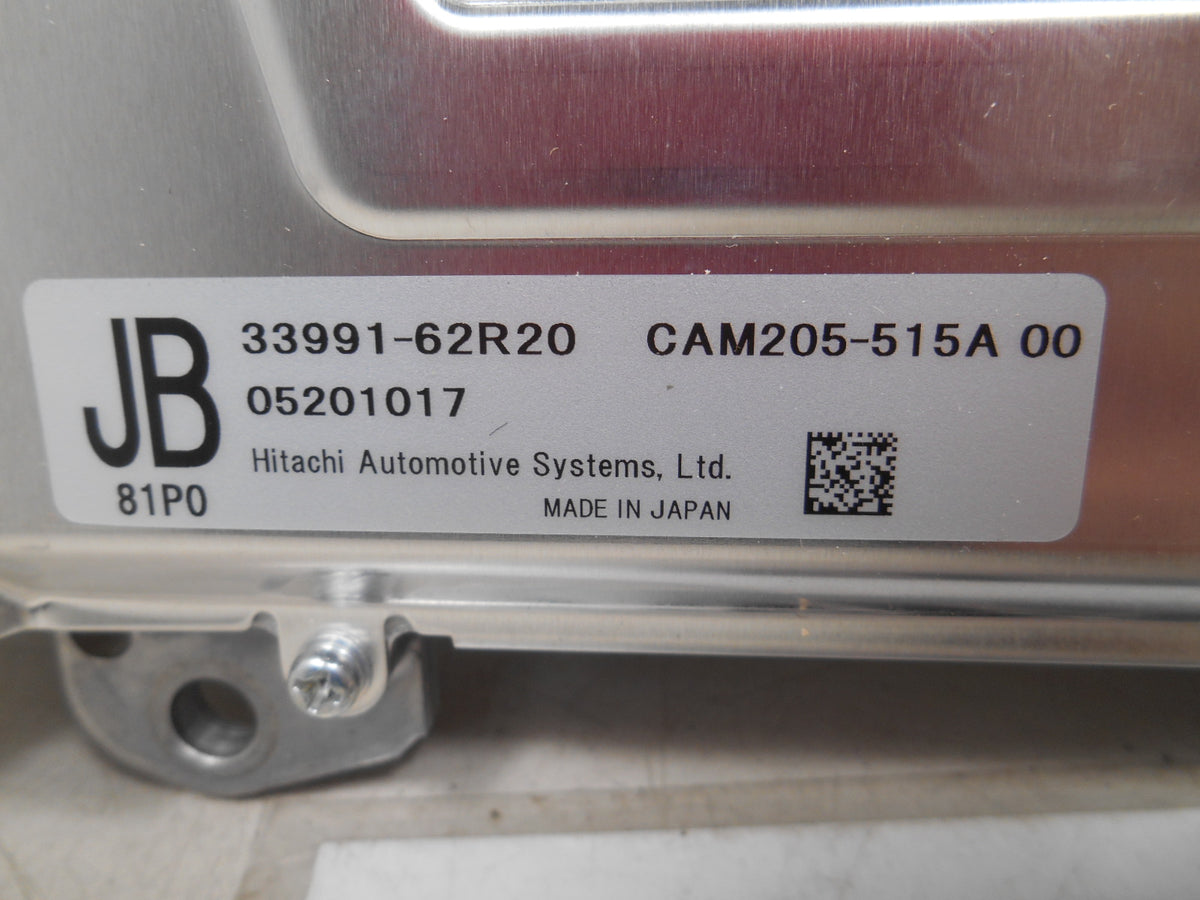 JB
33991-62R20 CAM205-515A 00
05201017
Hitachi Automotive Systems, Ltd.
81P0
MADE IN JAPAN